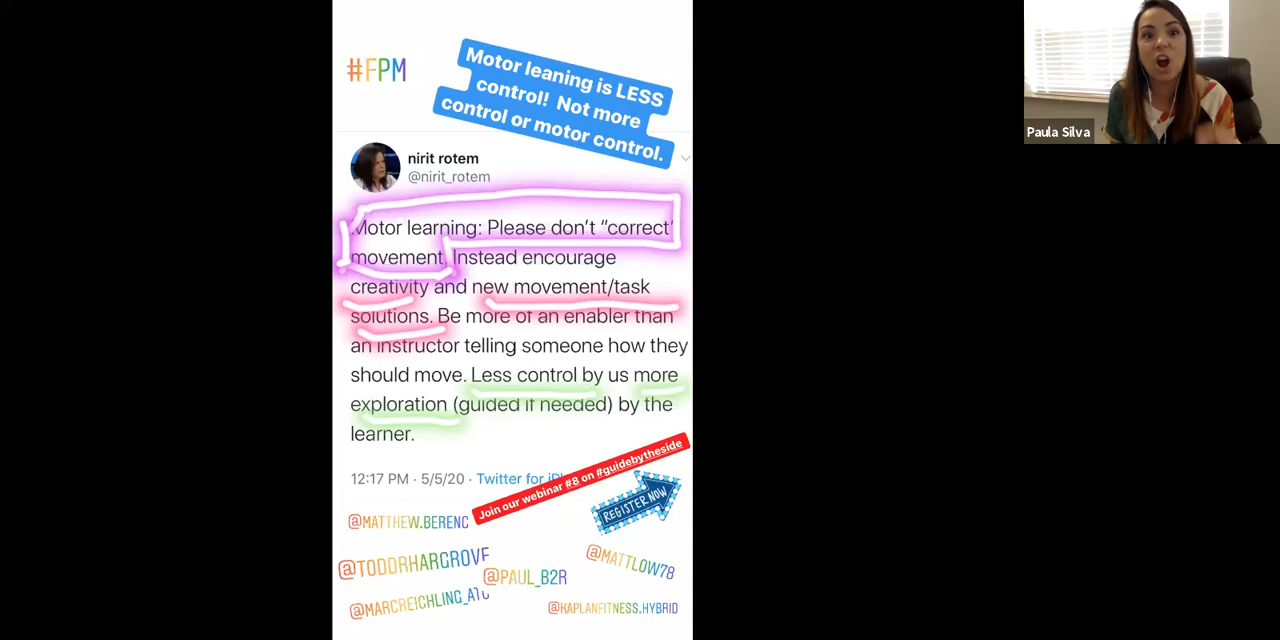 #FPM
Motor leaning is LESS
control! Not more
control or motor control.
Paula Silva
nirit rotem
@nirit_rotem
Motor learning: Please don't "correct"
movement. Instead encourage
creativity and new movement/task
solutions. Be more of an enabler than
an instructor telling someone how they
should move. Less control by us more
exploration (guided if needed) by the
learner.
12:17 PM · 5/5/20 · Twitter for iP
Join our webinar #8 on #guidebytheside
REGISTER NOW
@MATTHEW.BERENC
@TODDRHARGROVE
@MATTLOW78
@PAUL_B2R
@MARCREICHLING_ATC
@KAPLANFITNESS.HYBRID